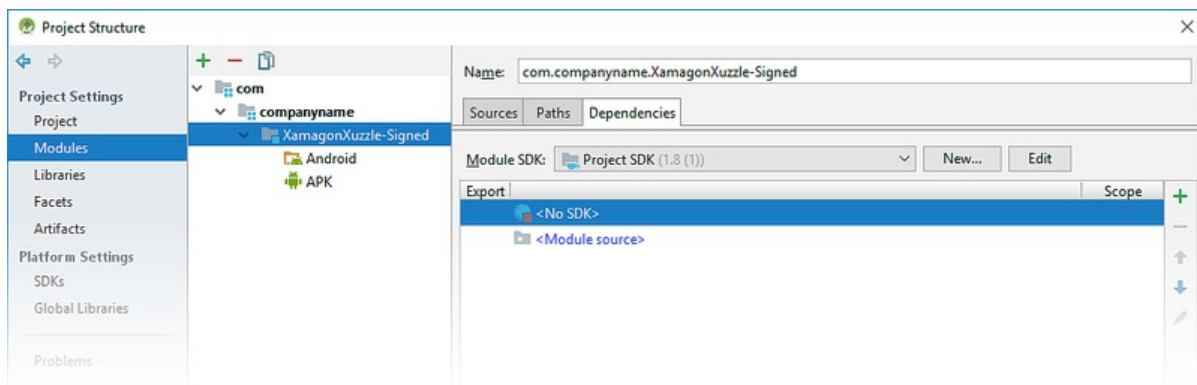 Project Structure
Project Settings
Project
Modules
Libraries
Facets
Artifacts
Platform Settings
SDKs
Global Libraries
Problems
com
companyname
XamagonXuzzle-Signed
Android
APK
Name: com.companyname.XamagonXuzzle-Signed
Sources Paths Dependencies
Module SDK: Project SDK (1.8 (1)) New... Edit
Export Scope
<No SDK>
<Module source>